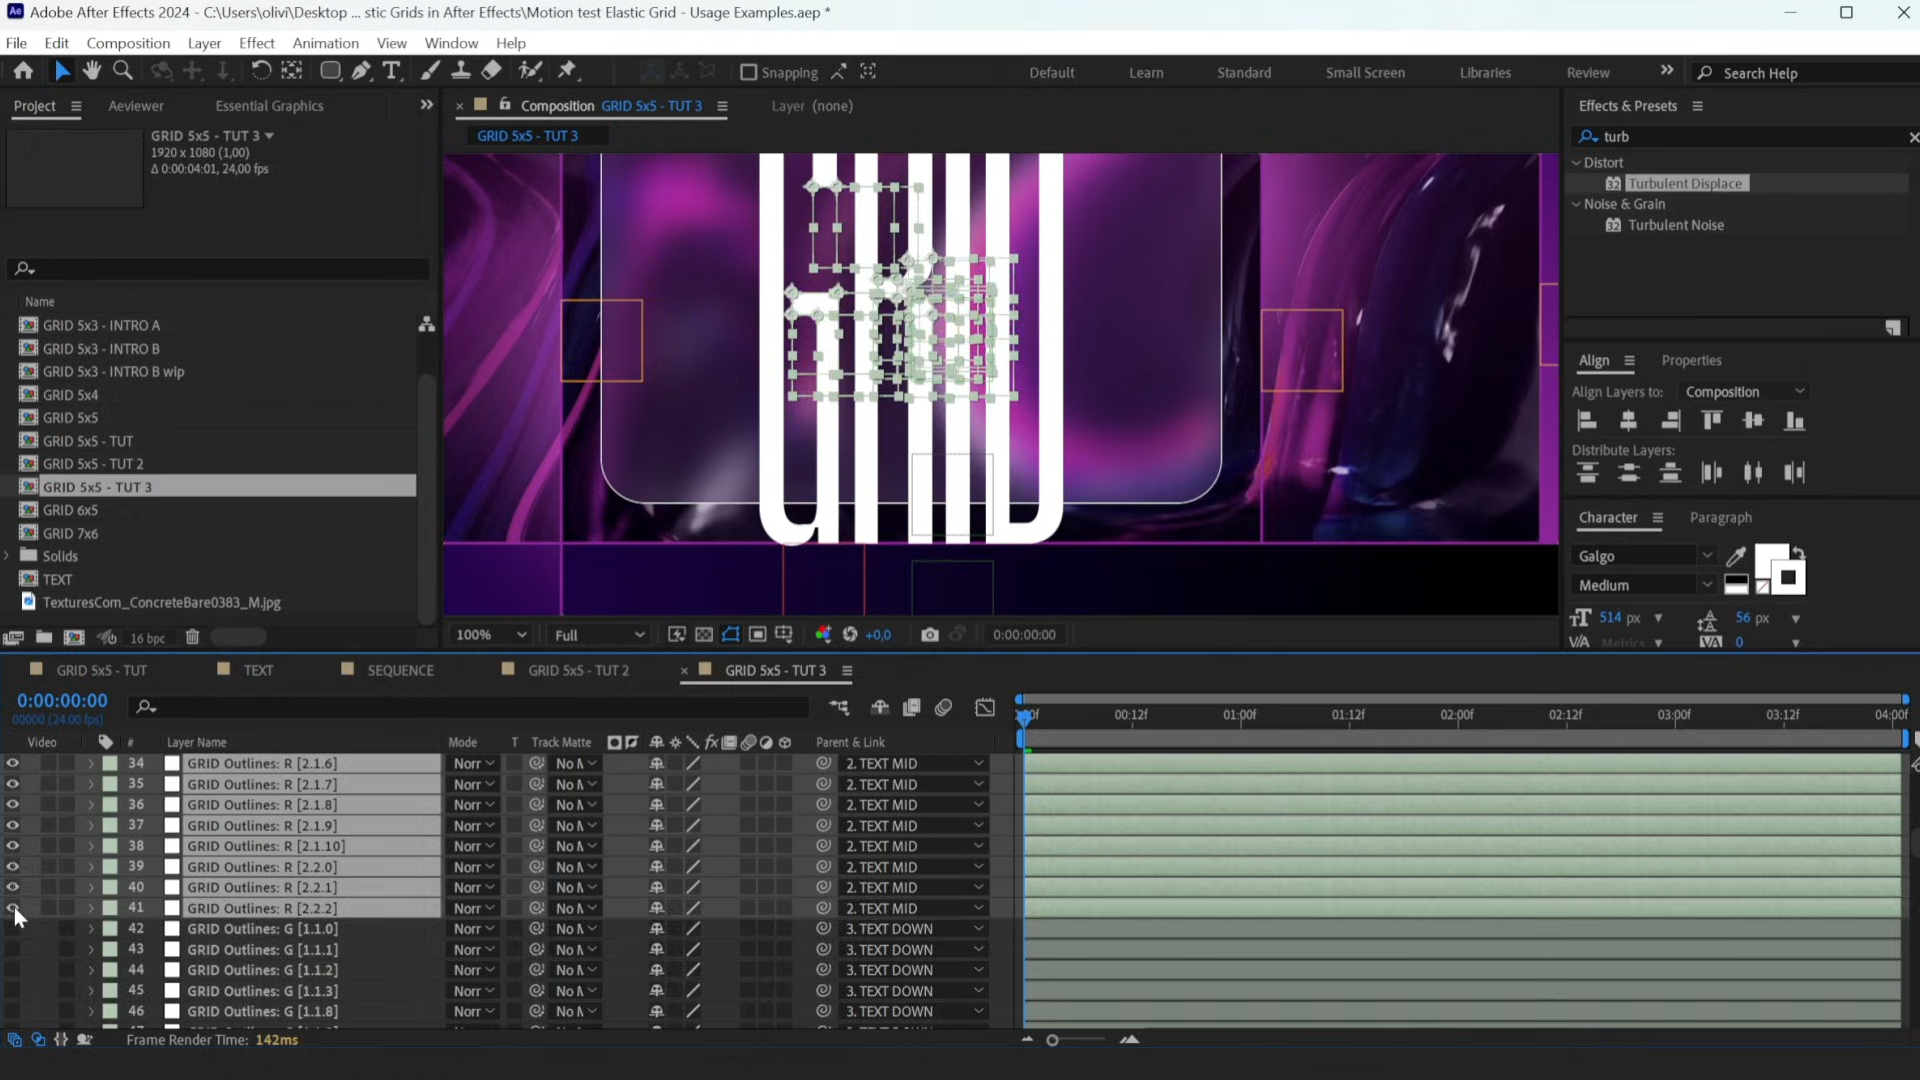 Adobe After Effects 2024 - C:\Users\olivi\Desktop ... stic Grids in After Effects\Motion test Elastic Grid - Usage Examples.aep *
File Edit Composition Layer Effect Animation View Window Help
Snapping
Default Learn Standard Small Screen Libraries Review
Search Help
Project Aeviewer Essential Graphics
Composition GRID 5x5 - TUT 3 Layer (none)
Effects & Presets
GRID 5x5 - TUT 3
1920 x 1080 (1,00)
Δ 0:00:04:01, 24,00 fps
GRID 5x5 - TUT 3
turb
Distort
32 Turbulent Displace
Noise & Grain
32 Turbulent Noise
Name
GRID 5x3 - INTRO A
GRID 5x3 - INTRO B
GRID 5x3 - INTRO B wip
GRID 5x4
GRID 5x5
GRID 5x5 - TUT
GRID 5x5 - TUT 2
GRID 5x5 - TUT 3
GRID 6x5
GRID 7x6
Solids
TEXT
TexturesCom_ConcreteBare0383_M.jpg
16 bpc
GRID
100% Full +0,0 0:00:00:00
Align Properties
Align Layers to: Composition
Distribute Layers:
Character Paragraph
Galgo
Medium
514 px 56 px
Metrics 0
GRID 5x5 - TUT TEXT SEQUENCE GRID 5x5 - TUT 2 GRID 5x5 - TUT 3
0:00:00:00
00000 (24.00 fps)
00:12f 01:00f 01:12f 02:00f 02:12f 03:00f 03:12f 04:00f
Video # Layer Name Mode T Track Matte Parent & Link
34 GRID Outlines: R [2.1.6] Norr No 2. TEXT MID
35 GRID Outlines: R [2.1.7] Norr No 2. TEXT MID
36 GRID Outlines: R [2.1.8] Norr No 2. TEXT MID
37 GRID Outlines: R [2.1.9] Norr No 2. TEXT MID
38 GRID Outlines: R [2.1.10] Norr No 2. TEXT MID
39 GRID Outlines: R [2.2.0] Norr No 2. TEXT MID
40 GRID Outlines: R [2.2.1] Norr No 2. TEXT MID
41 GRID Outlines: R [2.2.2] Norr No 2. TEXT MID
42 GRID Outlines: G [1.1.0] Norr No 3. TEXT DOWN
43 GRID Outlines: G [1.1.1] Norr No 3. TEXT DOWN
44 GRID Outlines: G [1.1.2] Norr No 3. TEXT DOWN
45 GRID Outlines: G [1.1.3] Norr No 3. TEXT DOWN
46 GRID Outlines: G [1.1.8] Norr No 3. TEXT DOWN
Frame Render Time: 142ms